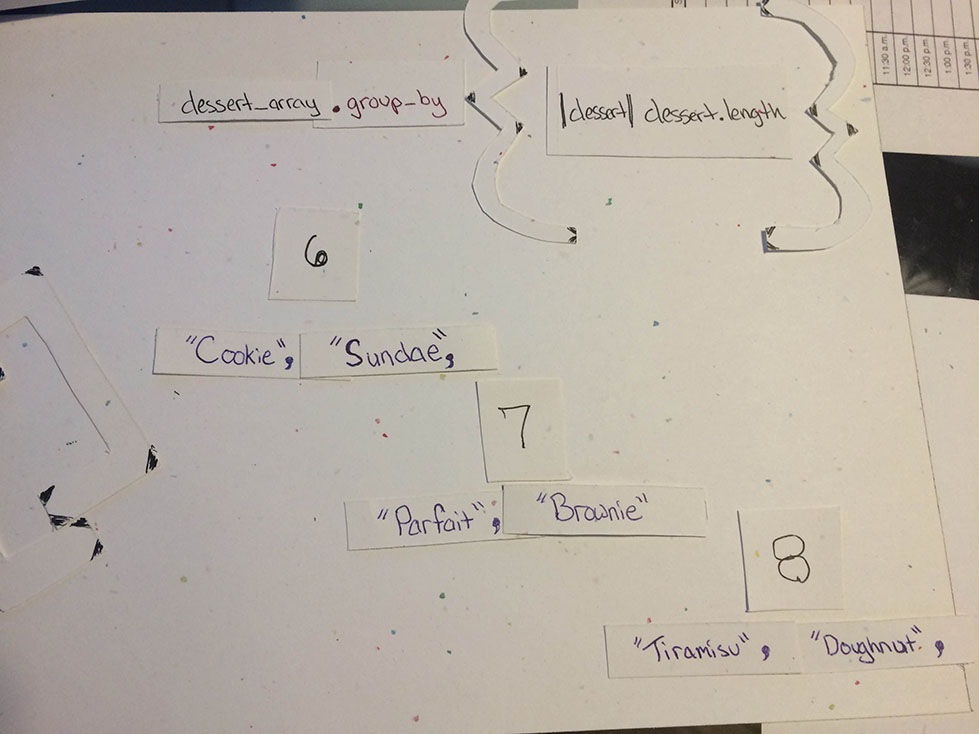 dessert_array .group_by { |dessert| dessert.length }
6
"Cookie", "Sundae",
7
"Parfait", "Brownie"
8
"Tiramisu", "Doughnut",
11:30 a.m.
12:00 p.m.
12:30 p.m.
1:00 p.m.
1:30 p.m.